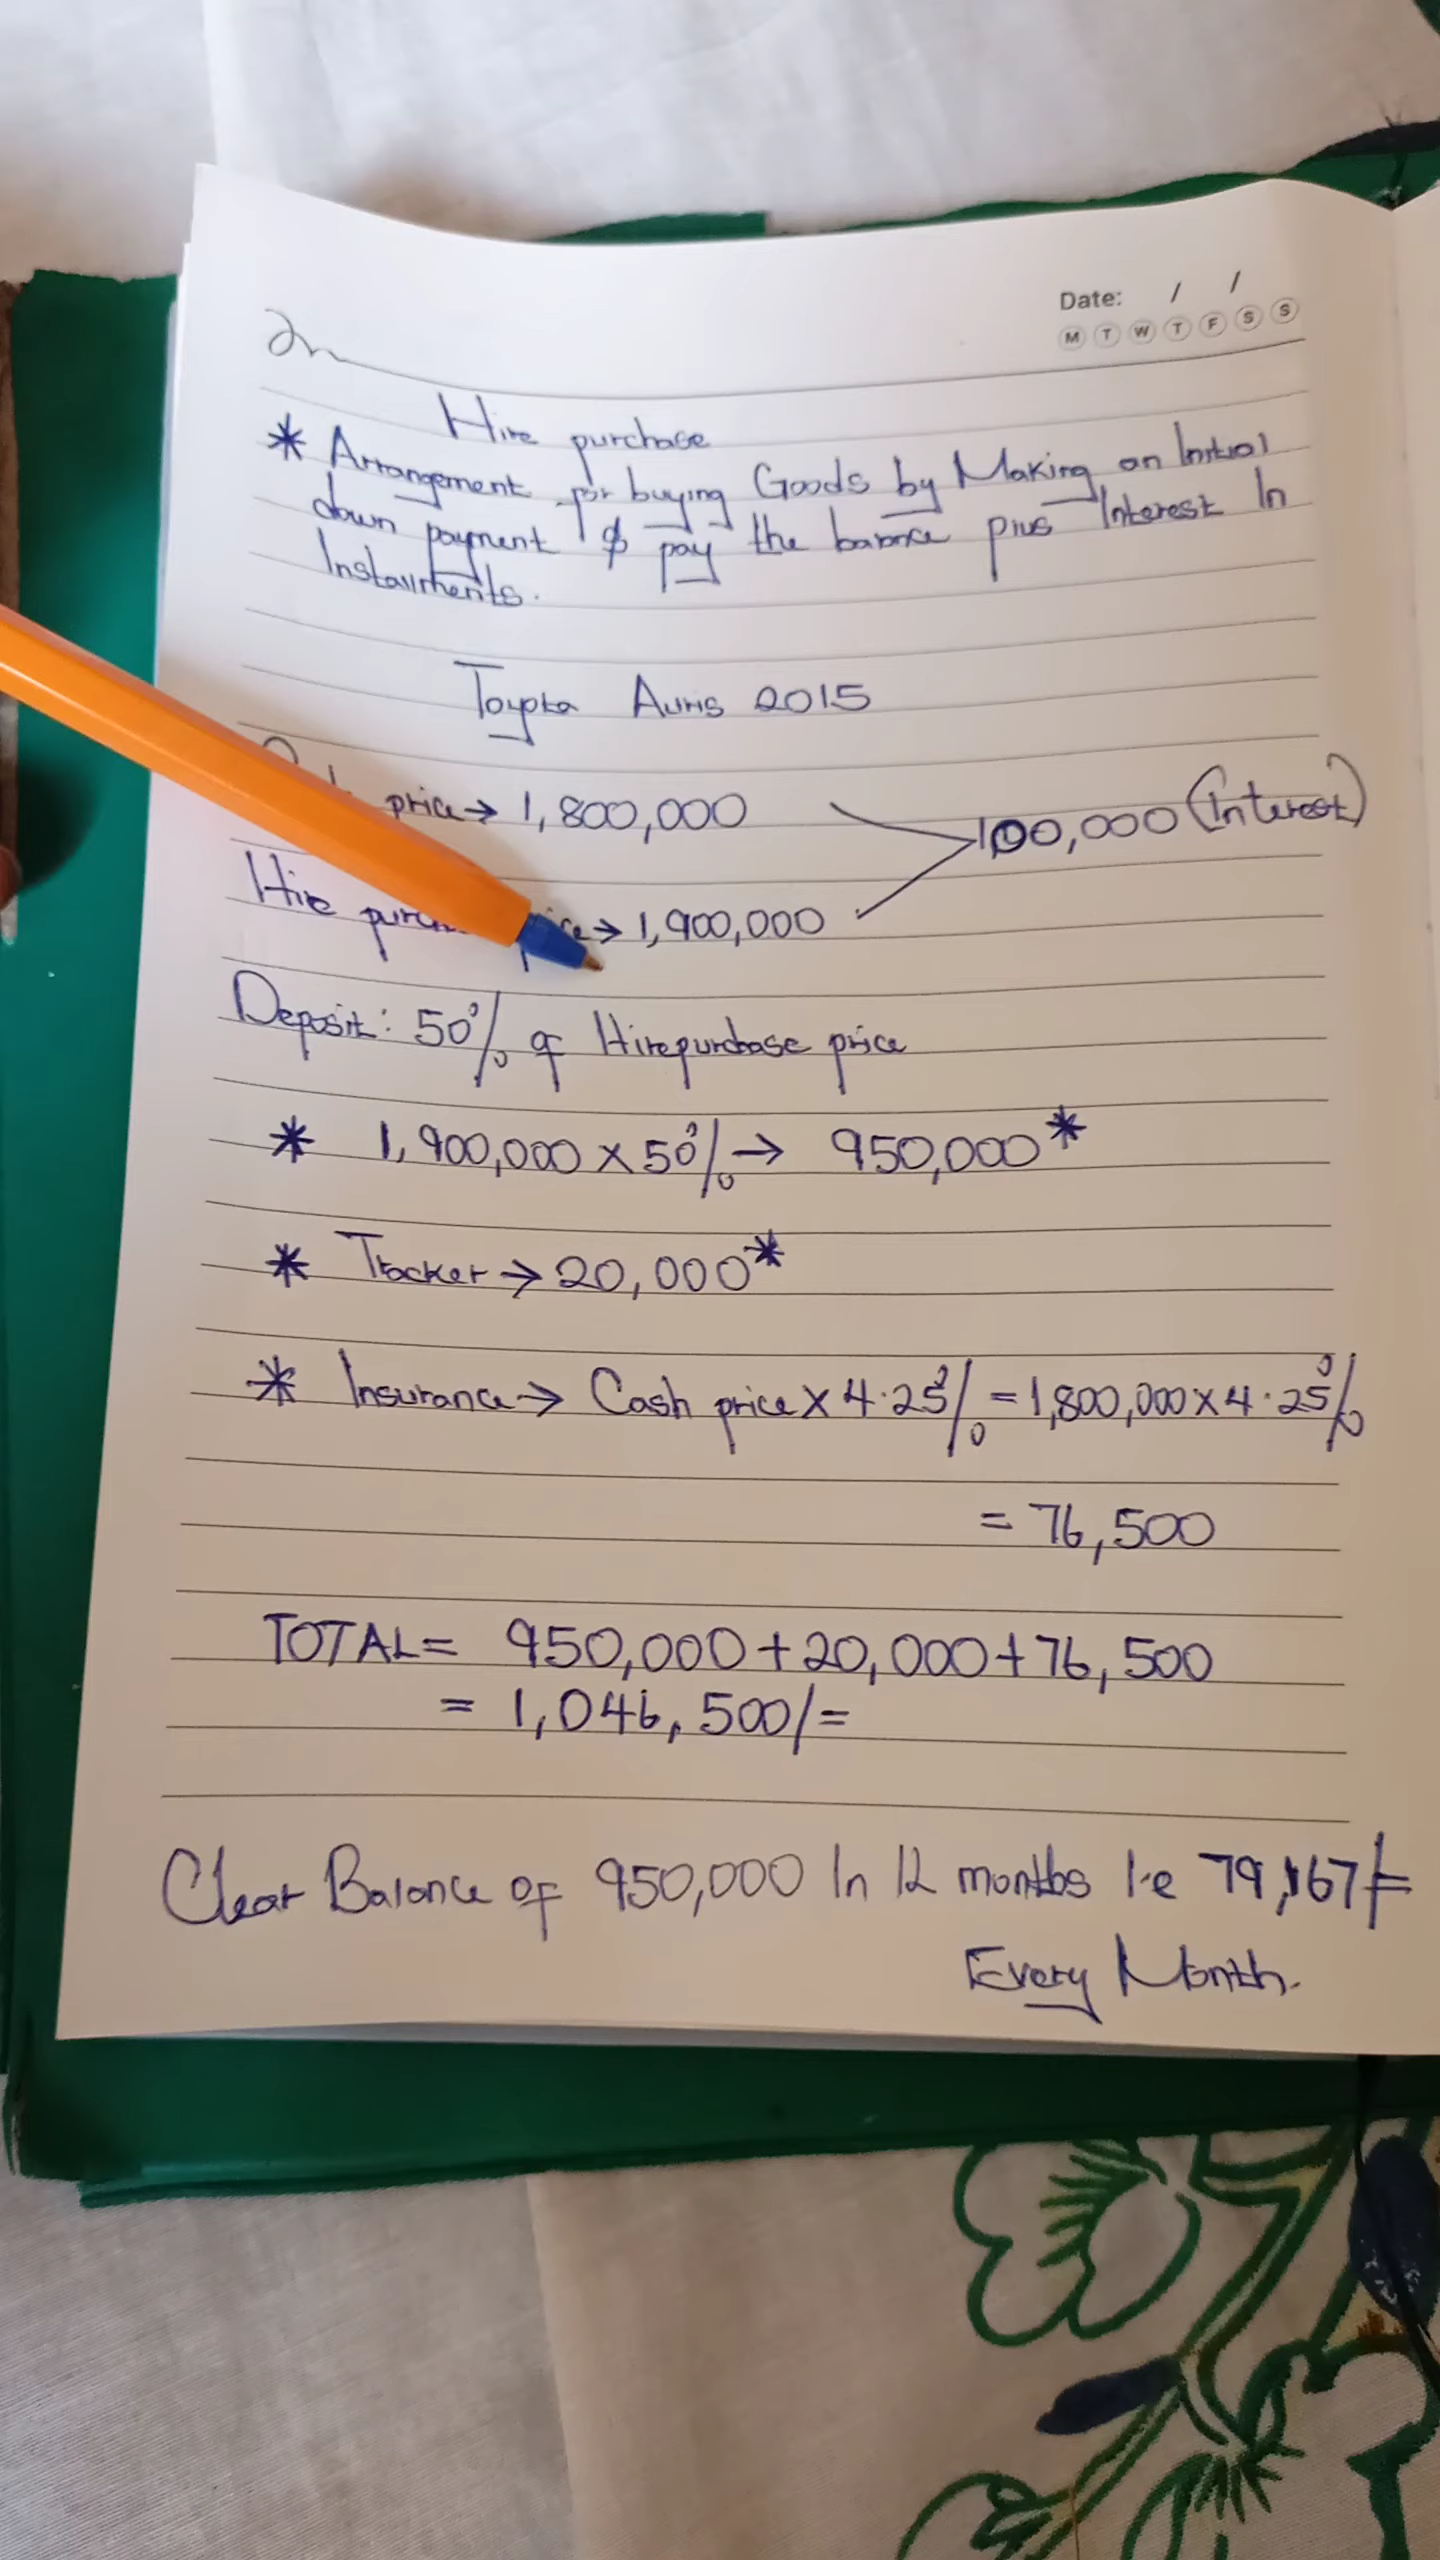 Date: / /
M T W T F S S
Hire purchase
* Arrangement for buying Goods by Making an Initial
down payment & pay the balance plus Interest In
Installments.
Toyota Auris 2015
price → 1,800,000
100,000 (Interest)
Hire → 1,900,000
Deposit: 50% of Hirepurchase price
* 1,900,000 x 50% → 950,000*
* Tracker → 20,000*
* Insurance → Cash price x 4.25% = 1,800,000 x 4.25%
= 76,500
TOTAL = 950,000 + 20,000 + 76,500
= 1,046,500/=
Clear Balance of 950,000 In 12 months i.e 79,167/=
Every Month.